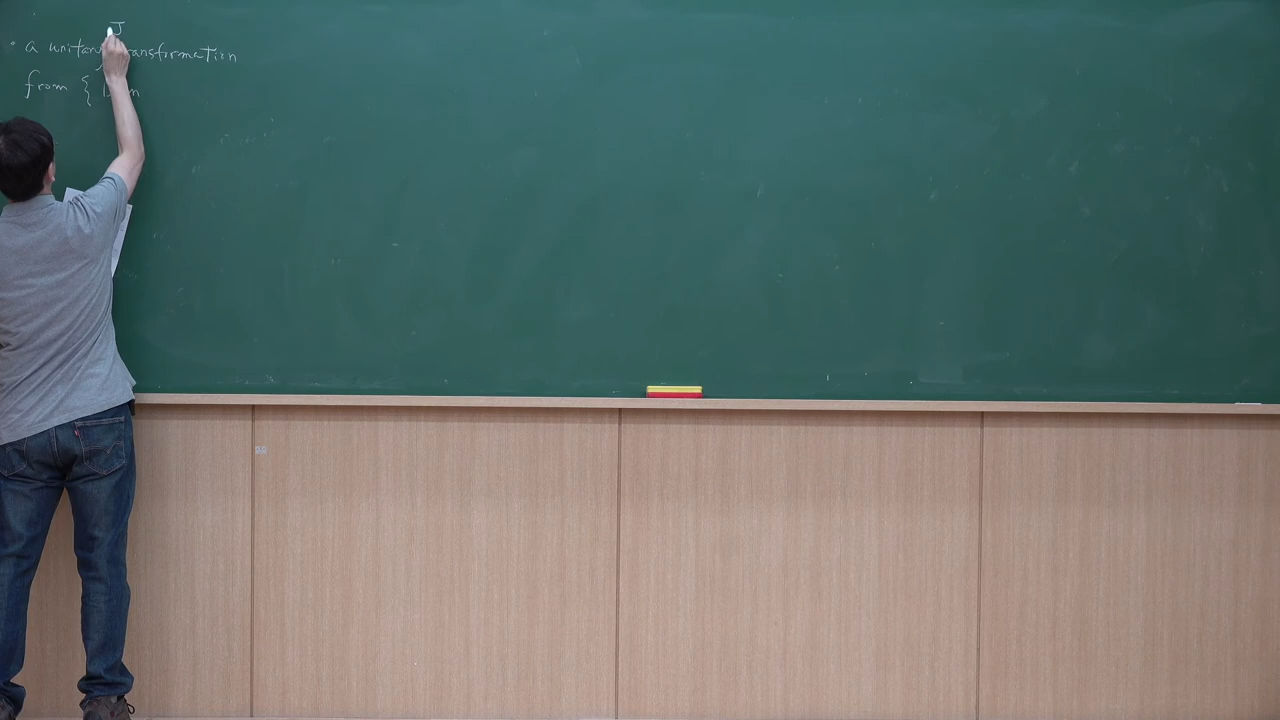 J
• a unitary transformation
from {